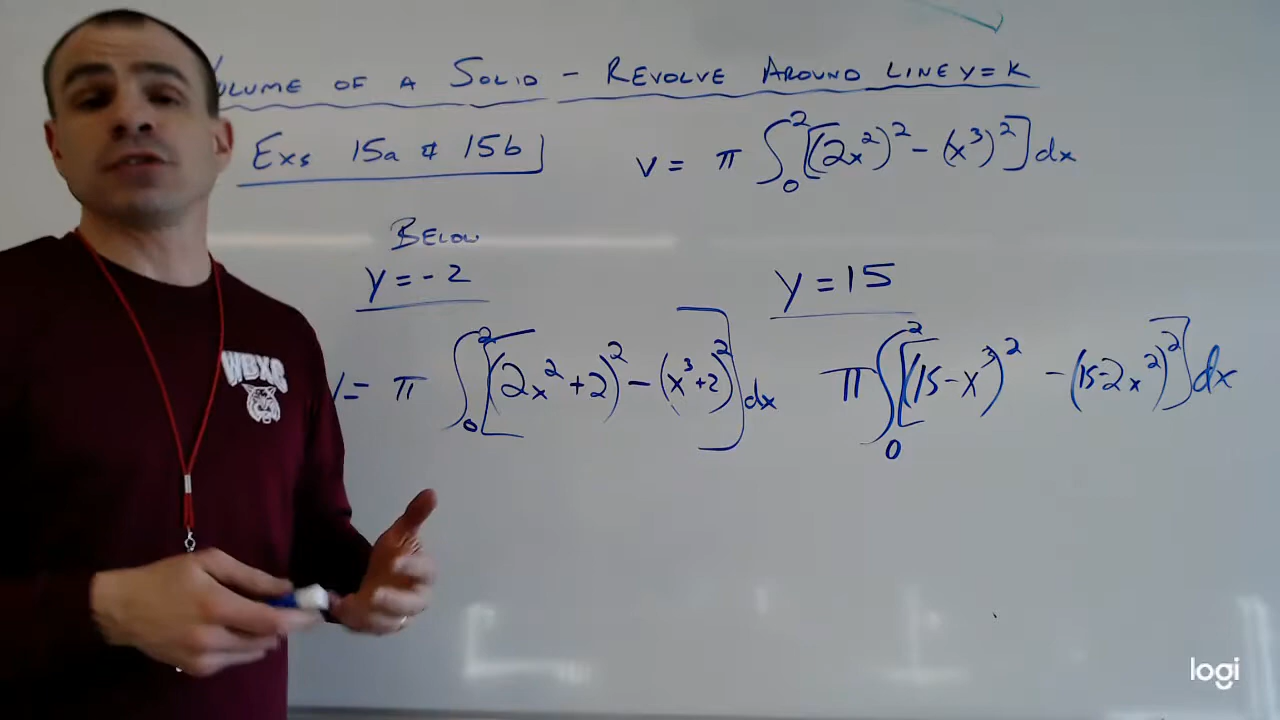 VOLUME OF A SOLID - REVOLVE AROUND LINE y=K
Exs 15a & 15b
V = π ∫₀² [(2x²)² - (x³)²] dx
BELOW
y = -2
y = 15
V = π ∫₀² [(2x²+2)² - (x³+2)²] dx
π ∫₀² [(15-x³)² - (15-2x²)²] dx
WBXC
logi